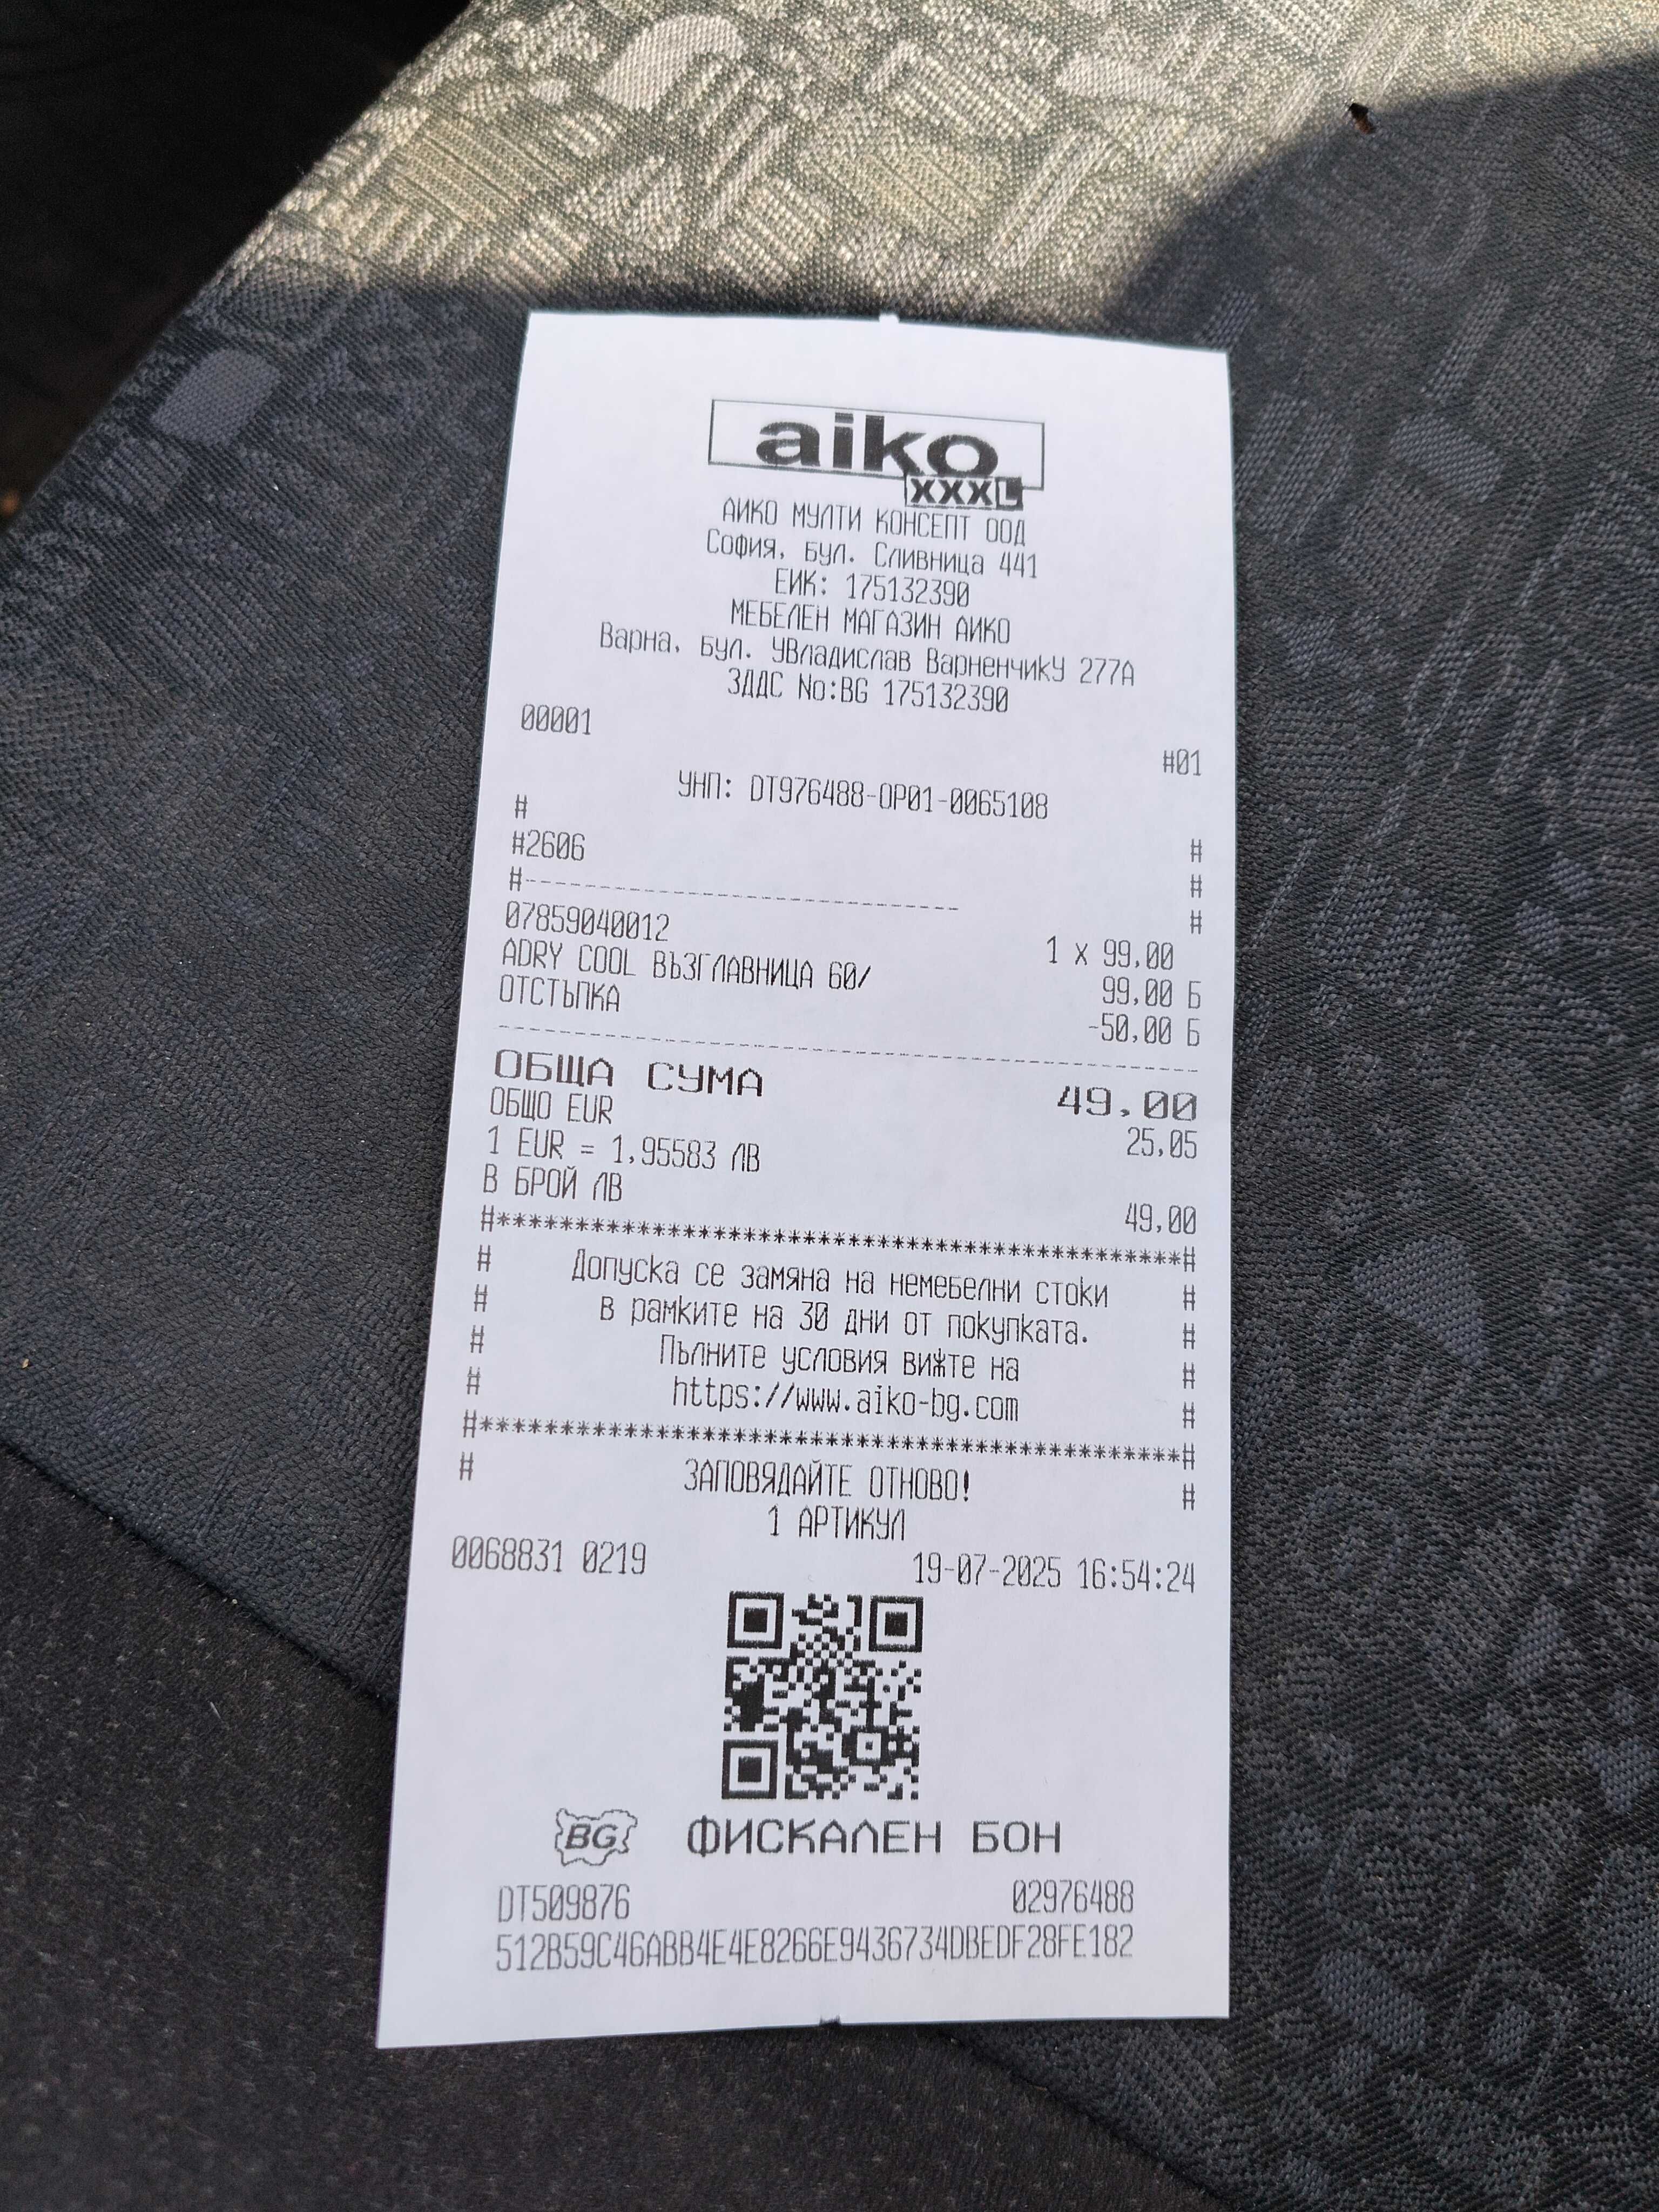 aiko
XXXL
АИКО МУЛТИ КОНСЕПТ ООД
София, бул. Сливница 441
ЕИК: 175132390
МЕБЕЛЕН МАГАЗИН АИКО
Варна, бул. УВладислав ВарненчикУ 277А
ЗДДС No:BG 175132390
00001 #01
УНП: DT976488-OP01-0065108
# #
#2606 #
#------------------------------ #
07859040012 1 x 99,00
ADRY COOL ВЪЗГЛАВНИЦА 60/ 99,00 Б
ОТСТЪПКА -50,00 Б
------------------------------------------------
ОБЩА СУМА 49,00
ОБЩО EUR 25,05
1 EUR = 1,95583 ЛВ
В БРОЙ ЛВ 49,00
#**********************************************#
# Допуска се замяна на немебелни стоки #
# в рамките на 30 дни от покупката. #
# Пълните условия вижте на #
# https://www.aiko-bg.com #
#**********************************************#
# ЗАПОВЯДАЙТЕ ОТНОВО! #
1 АРТИКУЛ
0068831 0219 19-07-2025 16:54:24
BG ФИСКАЛЕН БОН
DT509876 02976488
512B59C46ABB4E4E8266E9436734DBEDF28FE182